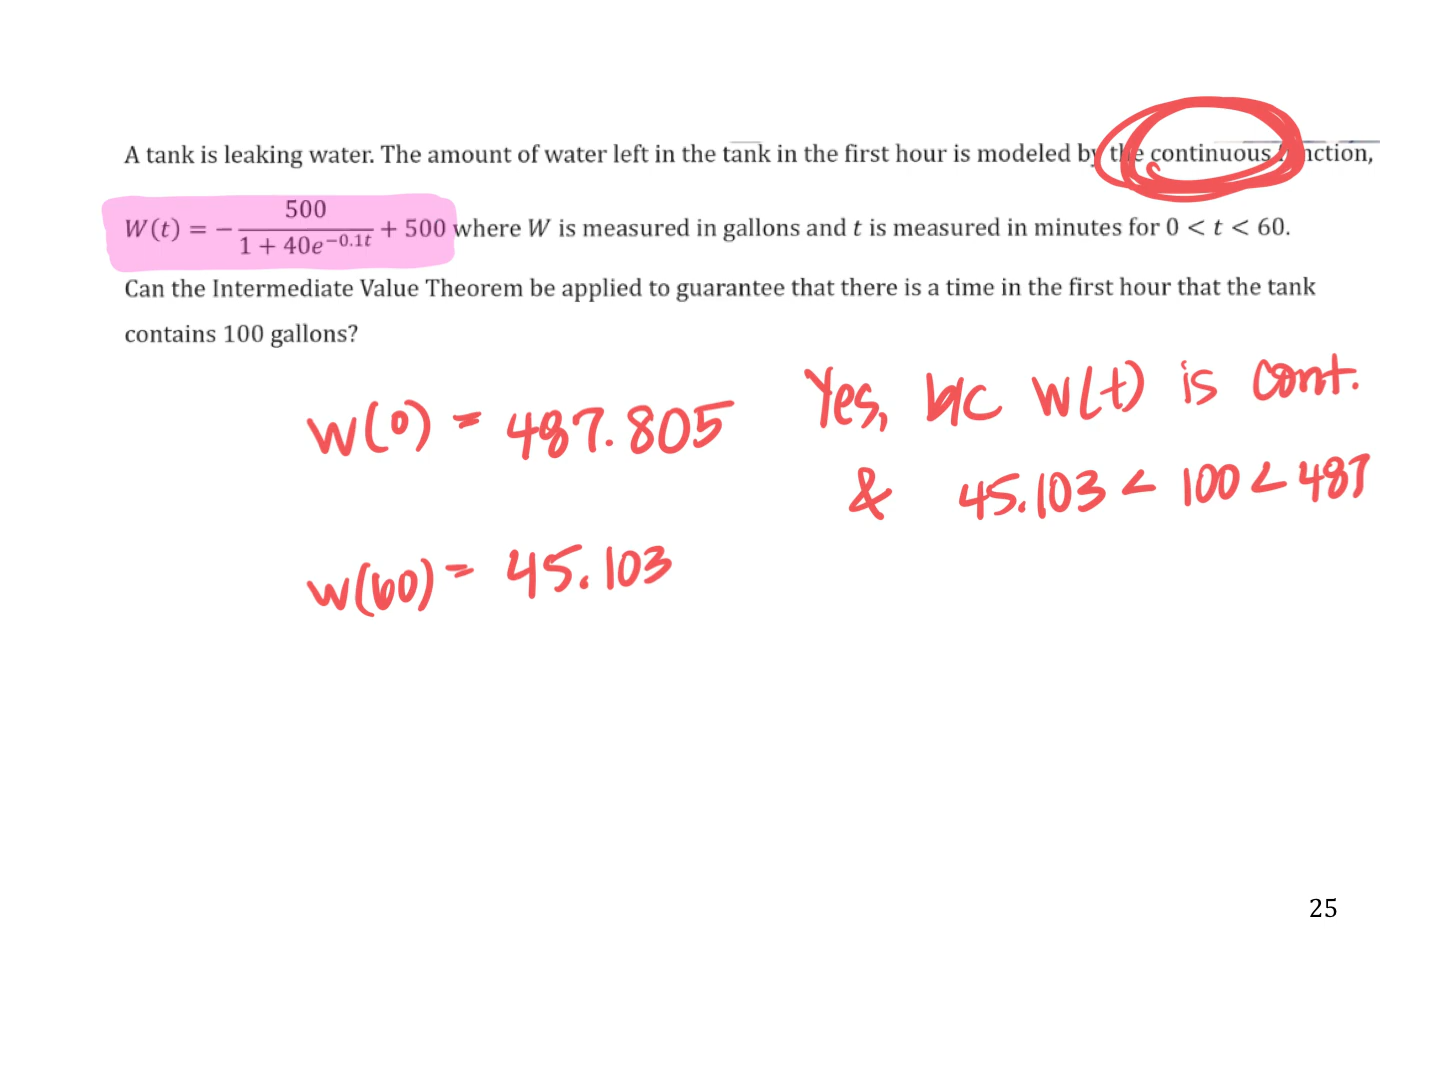 A tank is leaking water. The amount of water left in the tank in the first hour is modeled by the continuous function,
W(t) = − 500 / (1 + 40e^(−0.1t)) + 500 where W is measured in gallons and t is measured in minutes for 0 < t < 60.
Can the Intermediate Value Theorem be applied to guarantee that there is a time in the first hour that the tank
contains 100 gallons?
W(0) = 487.805
Yes, b/c W(t) is cont.
& 45.103 < 100 < 487
W(60) = 45.103
25